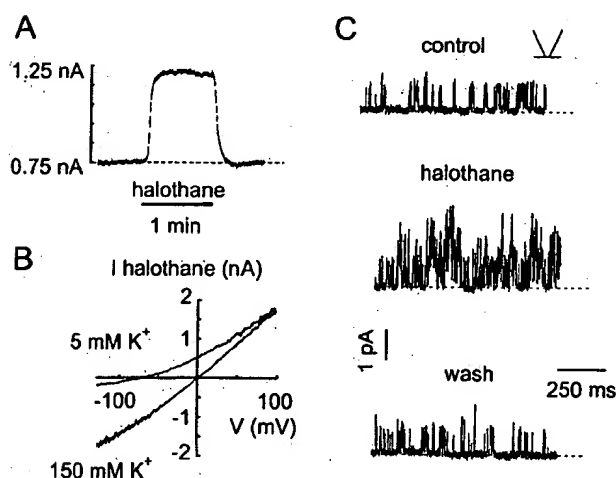 A
1.25 nA
0.75 nA
halothane
1 min
B
I halothane (nA)
2
1
5 mM K+
-100
100
-1
V (mV)
-2
150 mM K+
C
control
halothane
1 pA
wash
250 ms